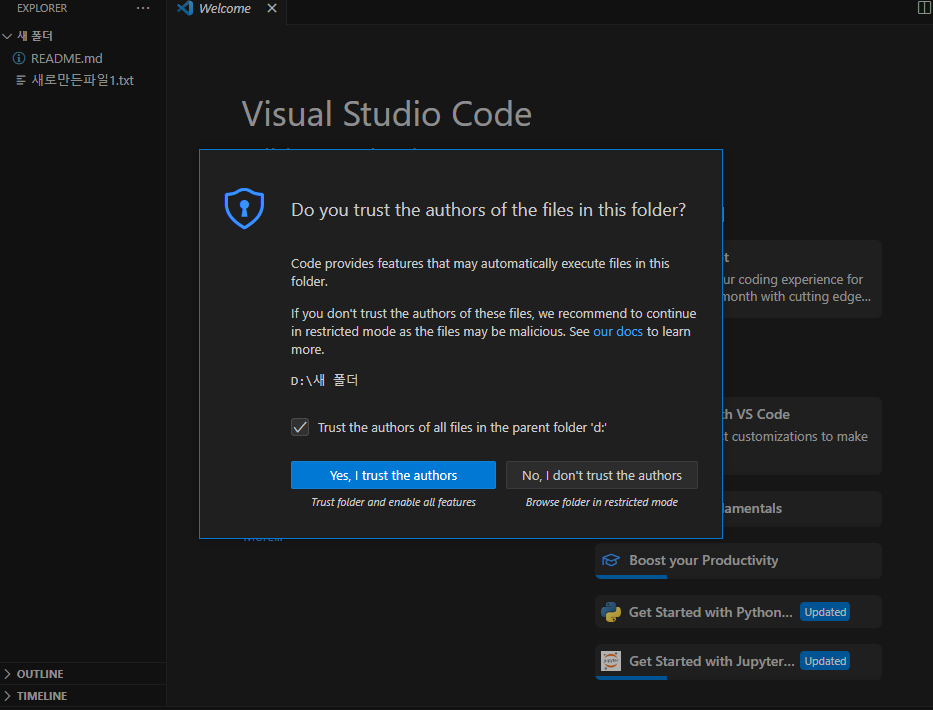 EXPLORER
Welcome
새 폴더
README.md
새로만든파일1.txt
Visual Studio Code
Do you trust the authors of the files in this folder?
Code provides features that may automatically execute files in this
folder.
If you don't trust the authors of these files, we recommend to continue
in restricted mode as the files may be malicious. See our docs to learn
more.
D:\새 폴더
Trust the authors of all files in the parent folder 'd:'
Yes, I trust the authors
No, I don't trust the authors
Trust folder and enable all features
Browse folder in restricted mode
ur coding experience for
month with cutting edge...
th VS Code
t customizations to make
amentals
More...
Boost your Productivity
Get Started with Python... Updated
Get Started with Jupyter... Updated
OUTLINE
TIMELINE